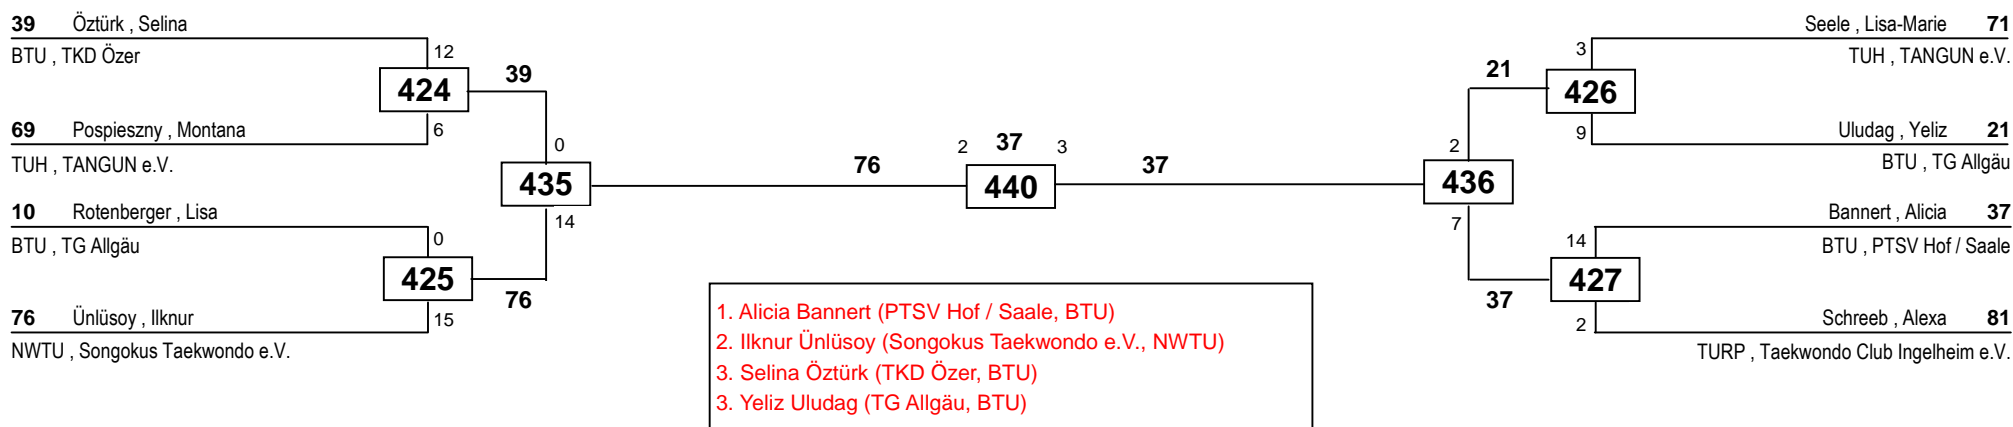 39 Öztürk , Selina
BTU , TKD Özer
12
424
39
6
69 Pospieszny , Montana
TUH , TANGUN e.V.
0
435
14
10 Rotenberger , Lisa
BTU , TG Allgäu
0
425
76
15
76 Ünlüsoy , Ilknur
NWTU , Songokus Taekwondo e.V.
76
2 37 3
440
37
Seele , Lisa-Marie 71
TUH , TANGUN e.V.
3
21
426
9
Uludag , Yeliz 21
BTU , TG Allgäu
2
436
7
Bannert , Alicia 37
BTU , PTSV Hof / Saale
14
427
37
2
Schreeb , Alexa 81
TURP , Taekwondo Club Ingelheim e.V.
1. Alicia Bannert (PTSV Hof / Saale, BTU)
2. Ilknur Ünlüsoy (Songokus Taekwondo e.V., NWTU)
3. Selina Öztürk (TKD Özer, BTU)
3. Yeliz Uludag (TG Allgäu, BTU)